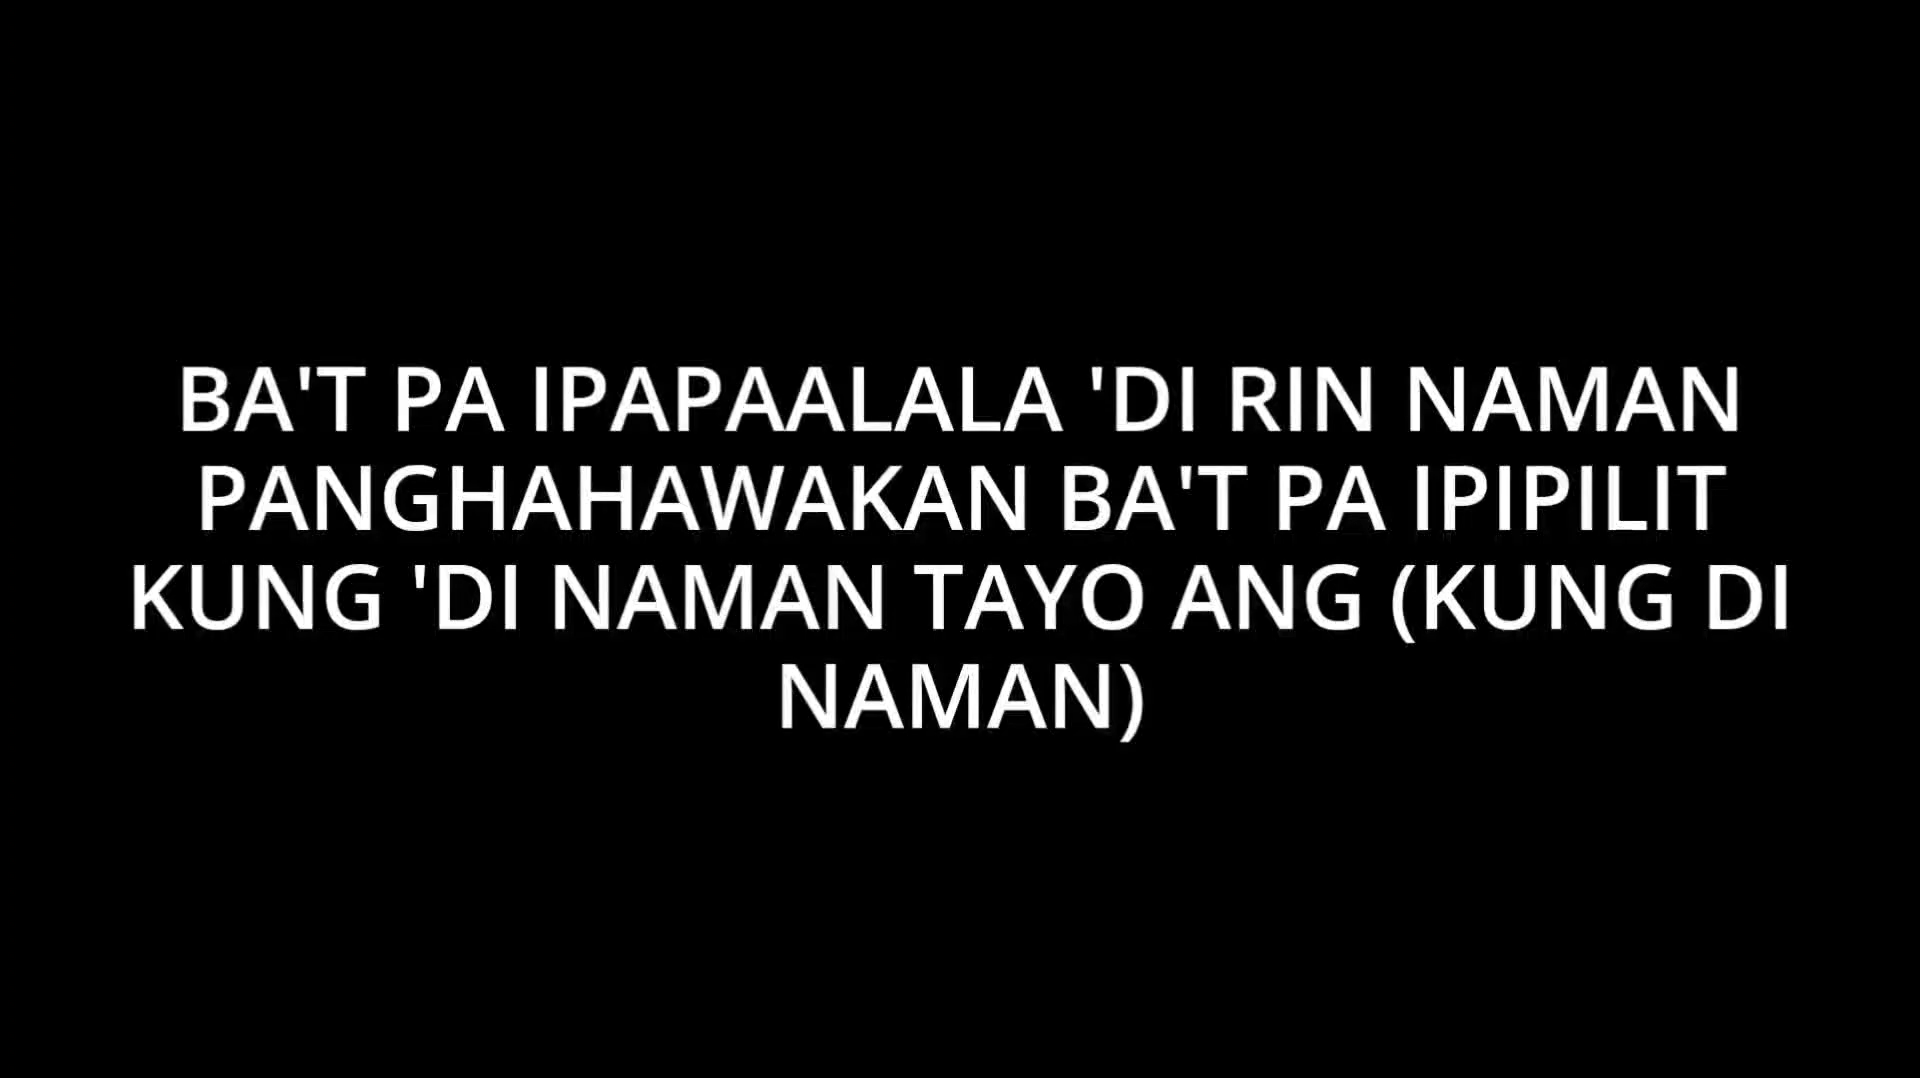 BA'T PA IPAPAALALA 'DI RIN NAMAN
PANGHAHAWAKAN BA'T PA IPIPILIT
KUNG 'DI NAMAN TAYO ANG (KUNG DI
NAMAN)